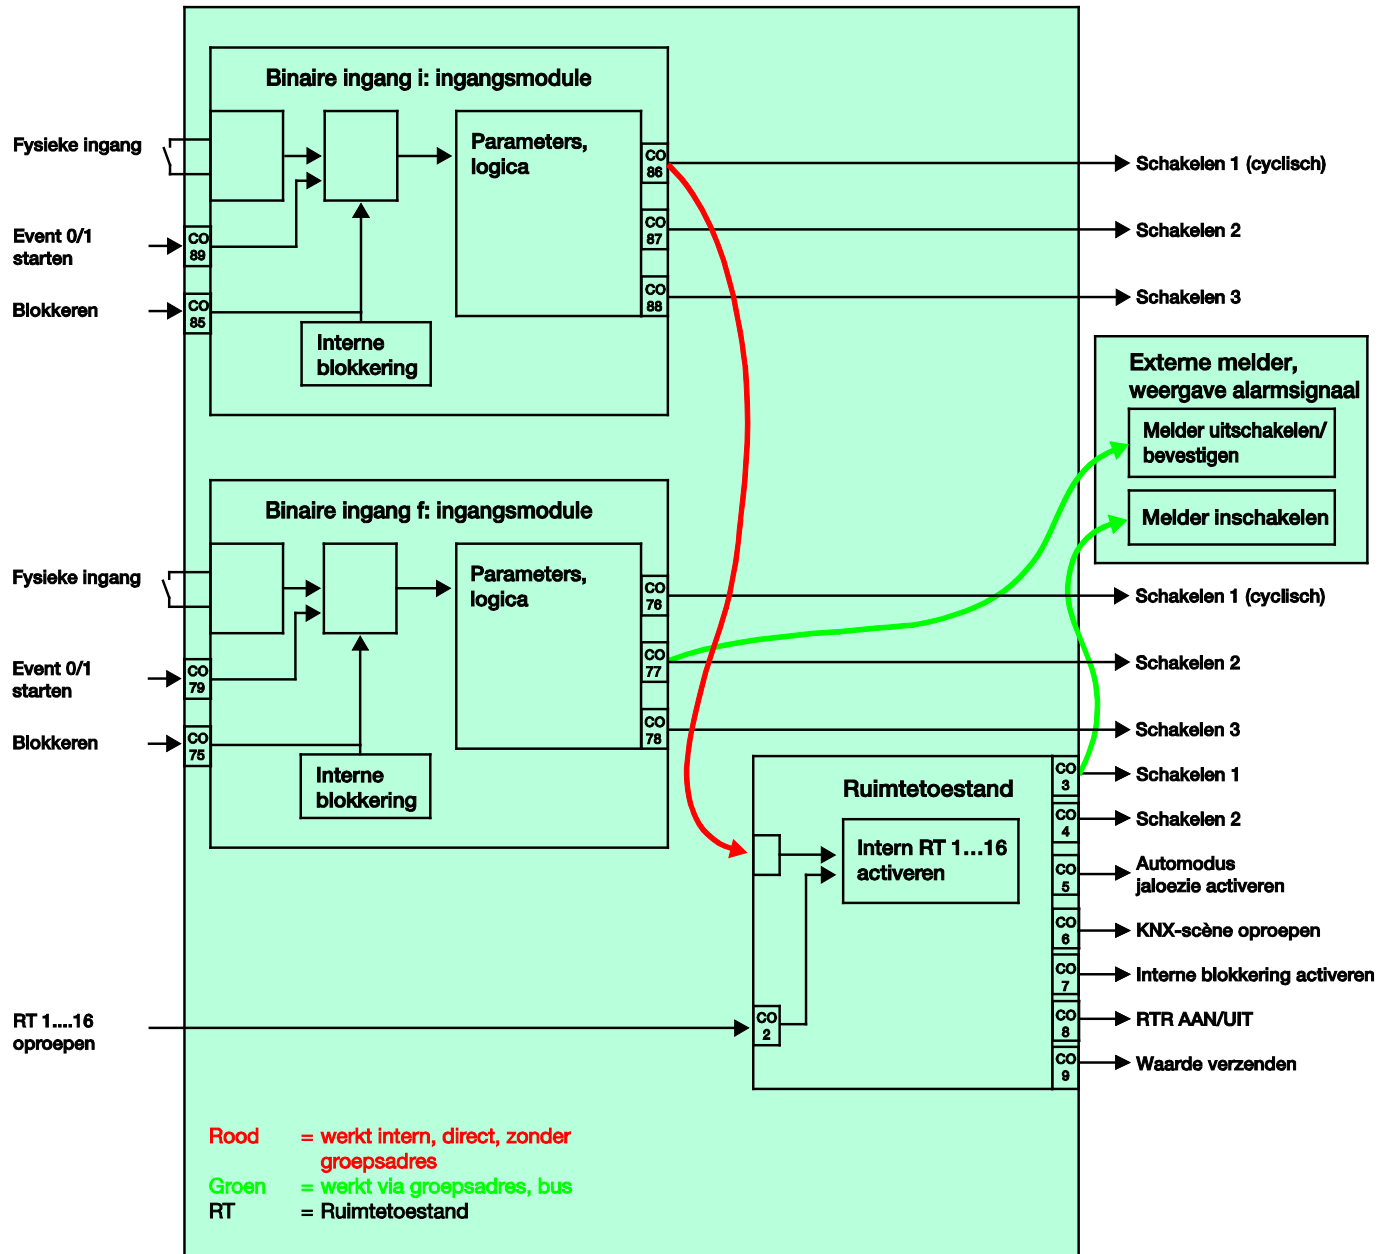 Binaire ingang i: ingangsmodule
Fysieke ingang
Parameters,
logica
CO
86
Schakelen 1 (cyclisch)
Event 0/1
starten
CO
89
CO
87
Schakelen 2
Blokkeren
CO
85
CO
88
Schakelen 3
Interne
blokkering
Externe melder,
weergave alarmsignaal
Melder uitschakelen/
bevestigen
Melder inschakelen
Binaire ingang f: ingangsmodule
Fysieke ingang
Parameters,
logica
CO
76
Schakelen 1 (cyclisch)
Event 0/1
starten
CO
79
CO
77
Schakelen 2
Blokkeren
CO
75
CO
78
Schakelen 3
Interne
blokkering
Ruimtetoestand
CO
3
Schakelen 1
CO
4
Schakelen 2
Intern RT 1...16
activeren
CO
5
Automodus
jaloezie activeren
CO
6
KNX-scène oproepen
CO
7
Interne blokkering activeren
RT 1....16
oproepen
CO
2
CO
8
RTR AAN/UIT
CO
9
Waarde verzenden
Rood = werkt intern, direct, zonder
groepsadres
Groen = werkt via groepsadres, bus
RT = Ruimtetoestand